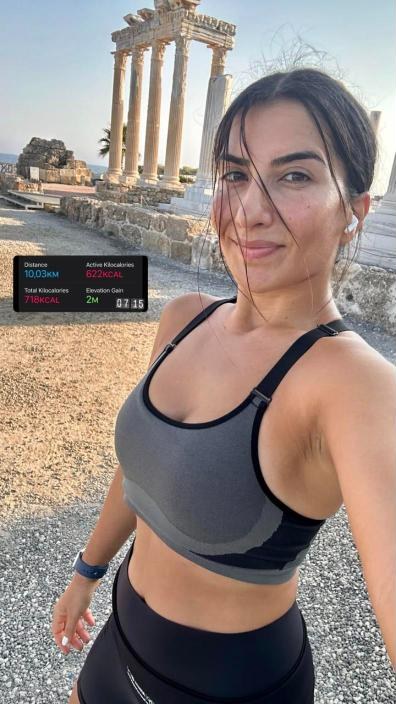 Distance
Active Kilocalories
10,03KM
622KCAL
Total Kilocalories
Elevation Gain
718KCAL
2M
07 15